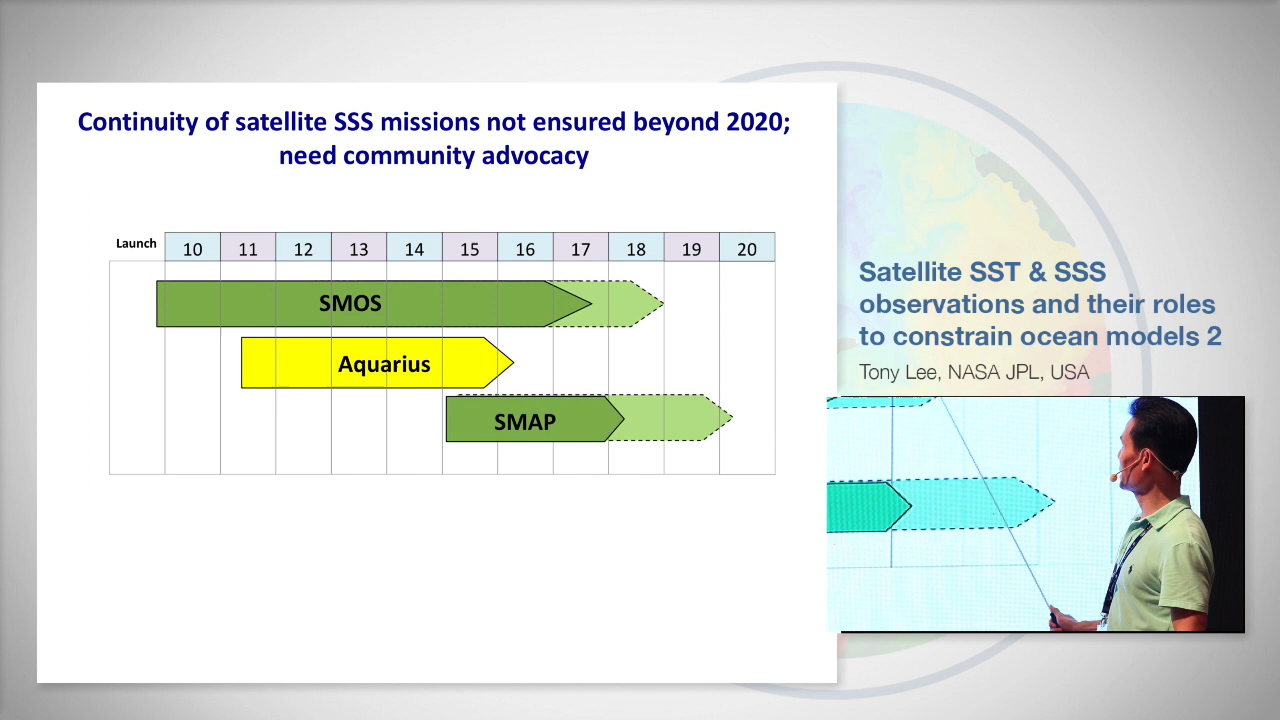 Continuity of satellite SSS missions not ensured beyond 2020;
need community advocacy
Launch 10 11 12 13 14 15 16 17 18 19 20
SMOS
Aquarius
SMAP
Satellite SST & SSS
observations and their roles
to constrain ocean models 2
Tony Lee, NASA JPL, USA